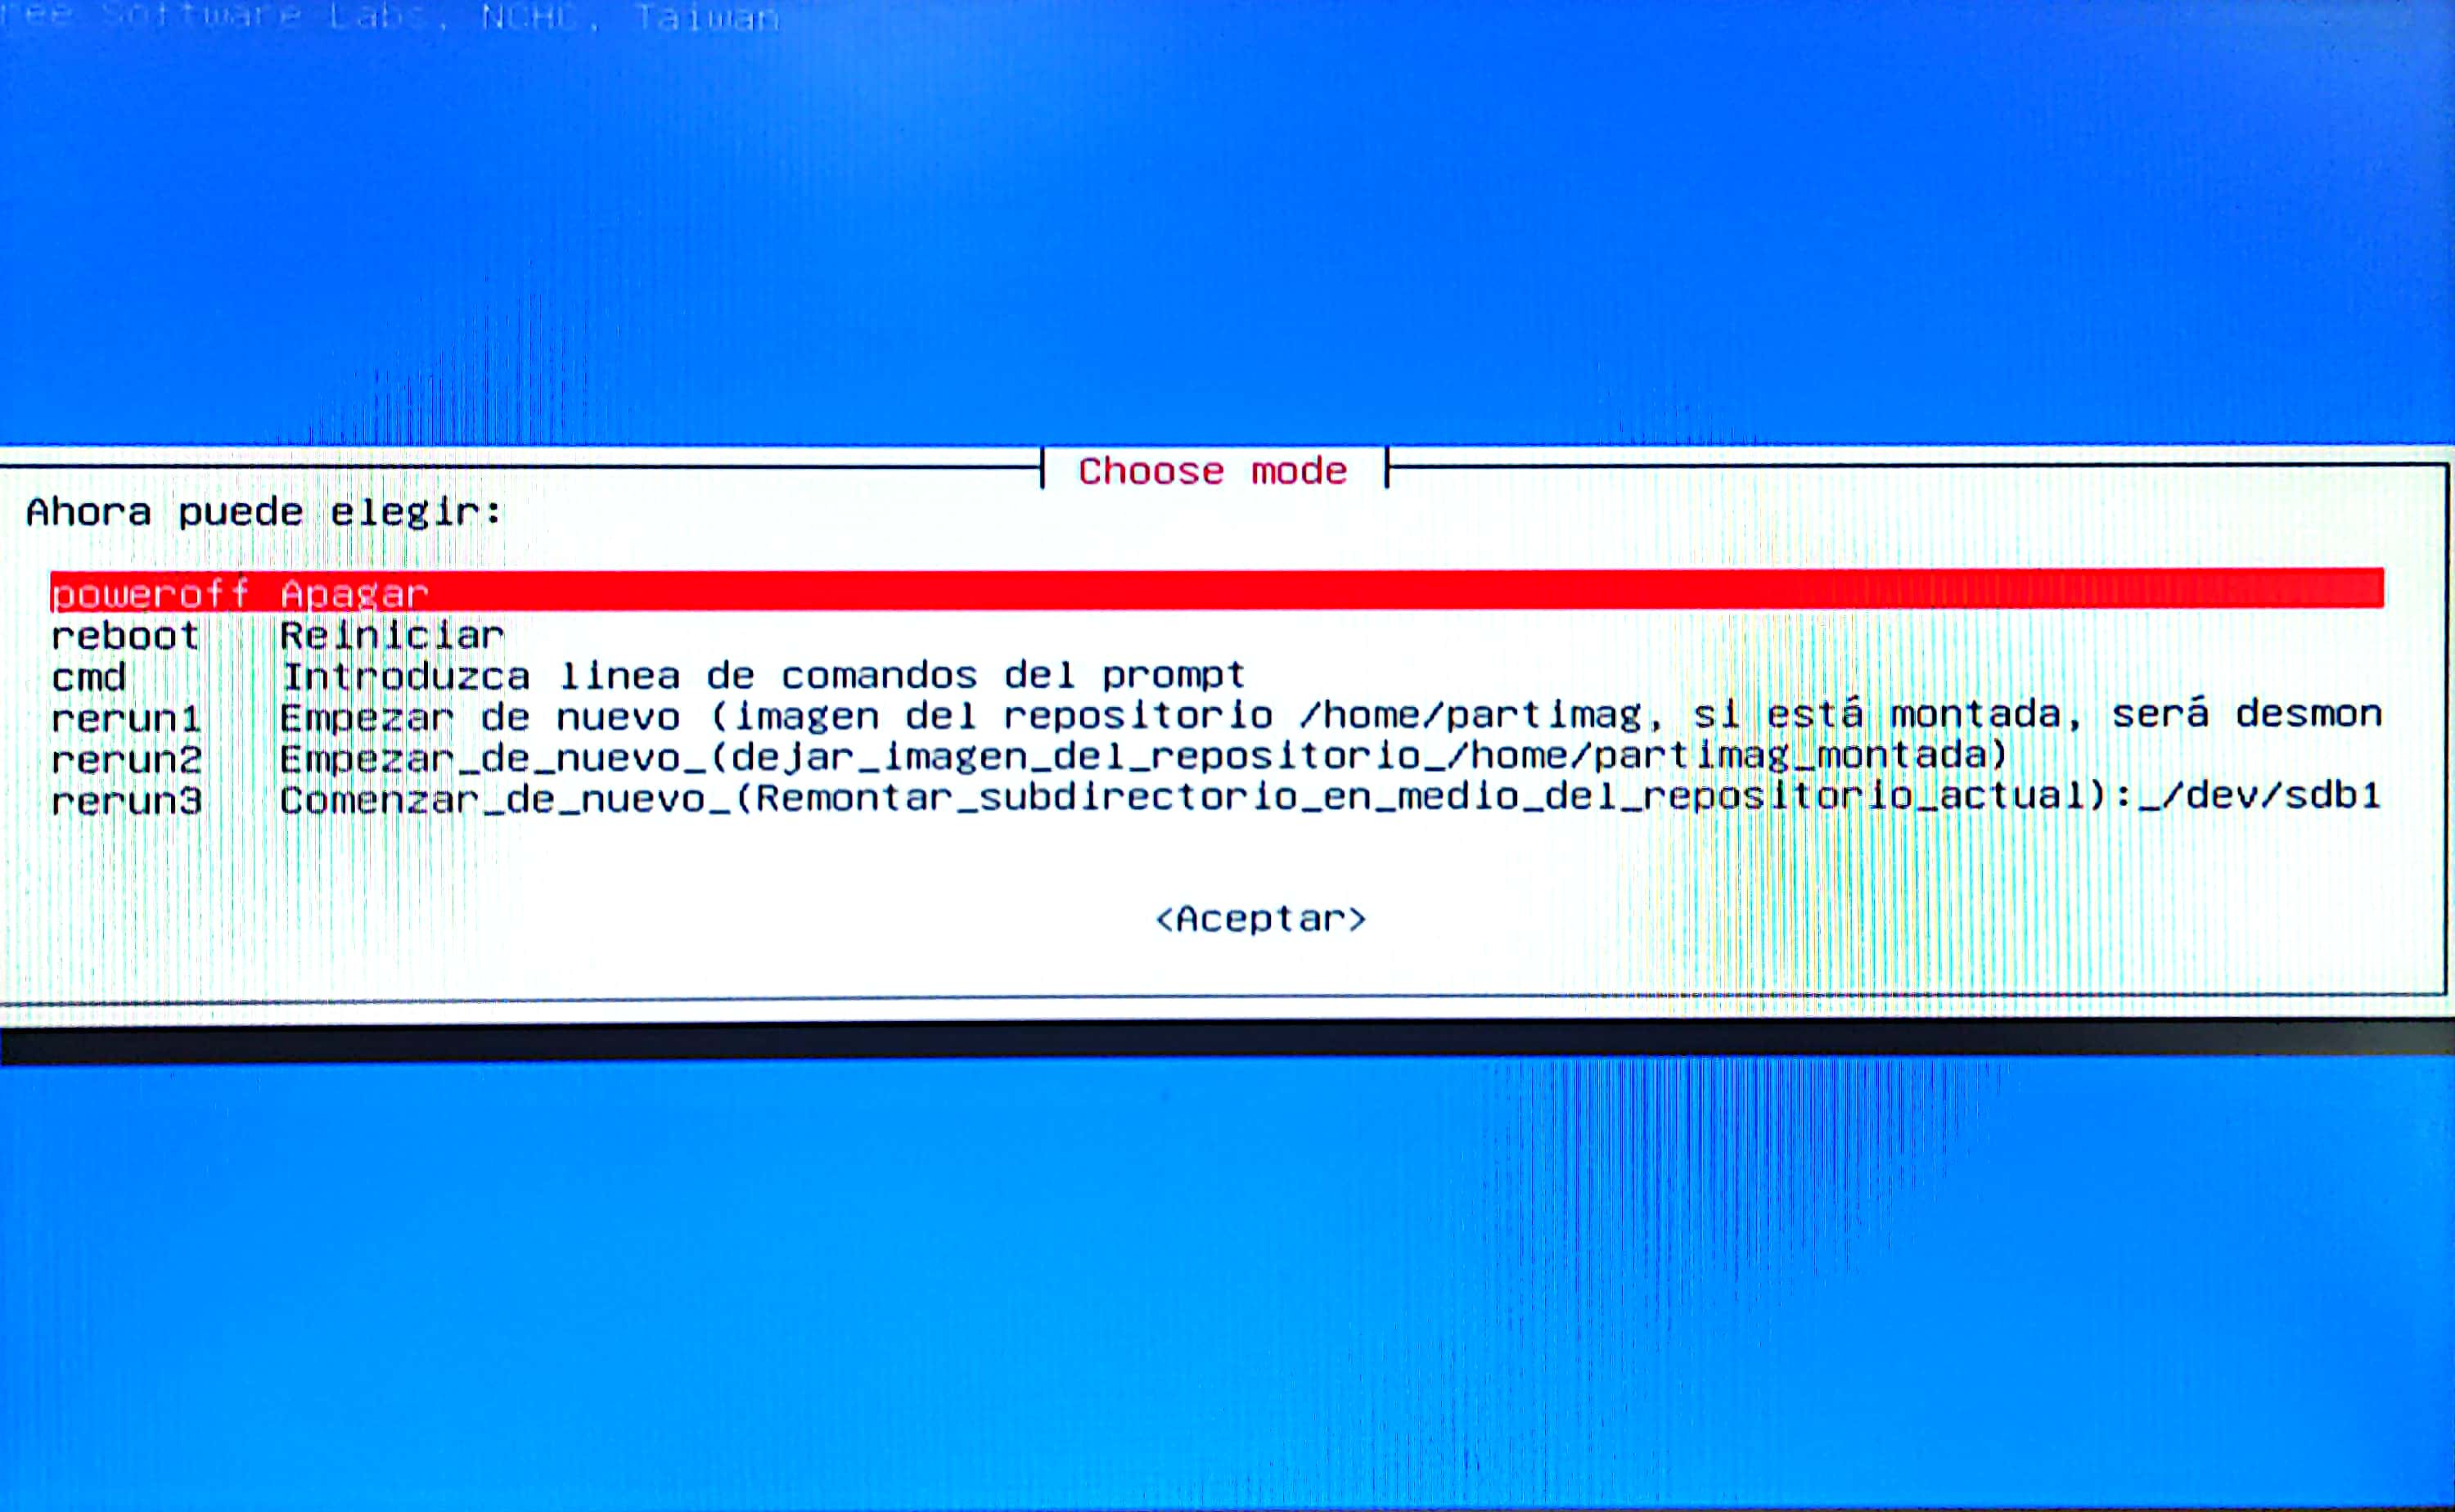 ree Software Labs, NCHC, Taiwan
Choose mode
Ahora puede elegir:
poweroff Apagar
reboot Reiniciar
cmd Introduzca linea de comandos del prompt
rerun1 Empezar de nuevo (imagen del repositorio /home/partimag, si está montada, será desmon
rerun2 Empezar_de_nuevo_(dejar_imagen_del_repositorio_/home/partimag_montada)
rerun3 Comenzar_de_nuevo_(Remontar_subdirectorio_en_medio_del_repositorio_actual):_/dev/sdb1
<Aceptar>